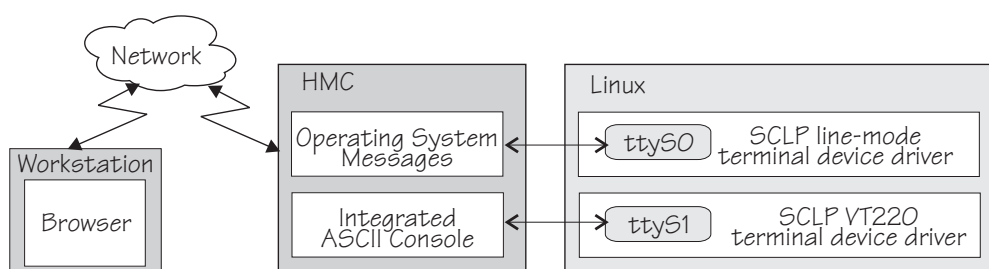 Network
HMC
Linux
Operating System
Messages
ttyS0
SCLP line-mode
terminal device driver
Workstation
Browser
Integrated
ASCII Console
ttyS1
SCLP VT220
terminal device driver